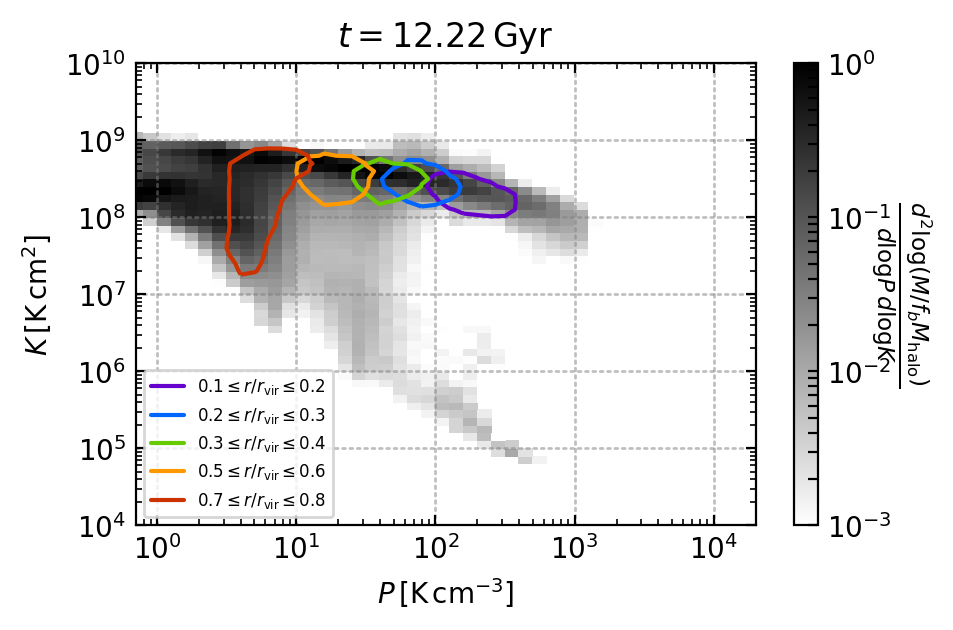 t = 12.22 Gyr
10^10
10^9
10^8
10^7
10^6
10^5
10^4
K [K cm^2]
0.1 ≤ r/r_vir ≤ 0.2
0.2 ≤ r/r_vir ≤ 0.3
0.3 ≤ r/r_vir ≤ 0.4
0.5 ≤ r/r_vir ≤ 0.6
0.7 ≤ r/r_vir ≤ 0.8
10^0 10^1 10^2 10^3 10^4
P [K cm^−3]
10^0
10^−1
10^−2
10^−3
d^2 log(M/f_b M_halo)
d log P d log K